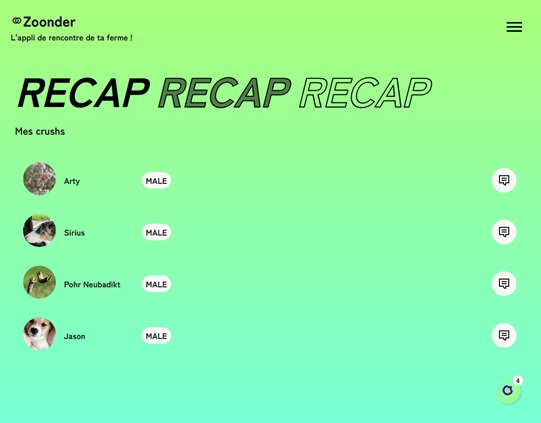 Zoonder
L'appli de rencontre de ta ferme !
RECAP RECAP RECAP
Mes crushs
Arty MALE
Sirius MALE
Pohr Neubadikt MALE
Jason MALE
4